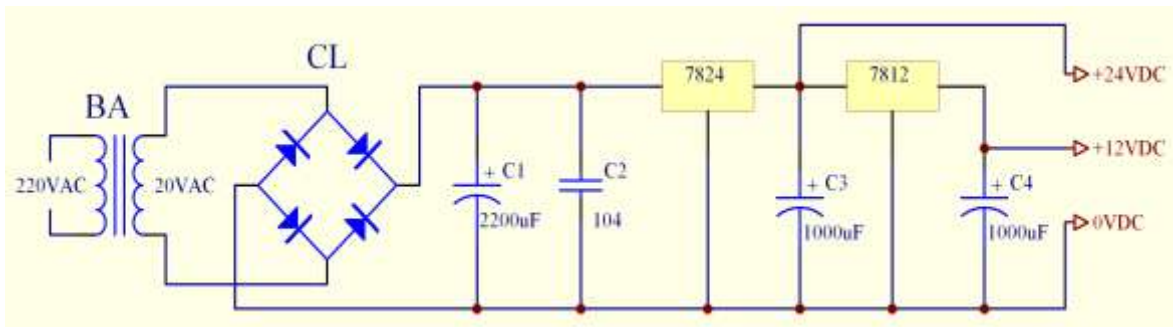 CL
BA
220VAC
20VAC
+ C1
2200uF
C2
104
7824
+ C3
1000uF
7812
+ C4
1000uF
+24VDC
+12VDC
0VDC